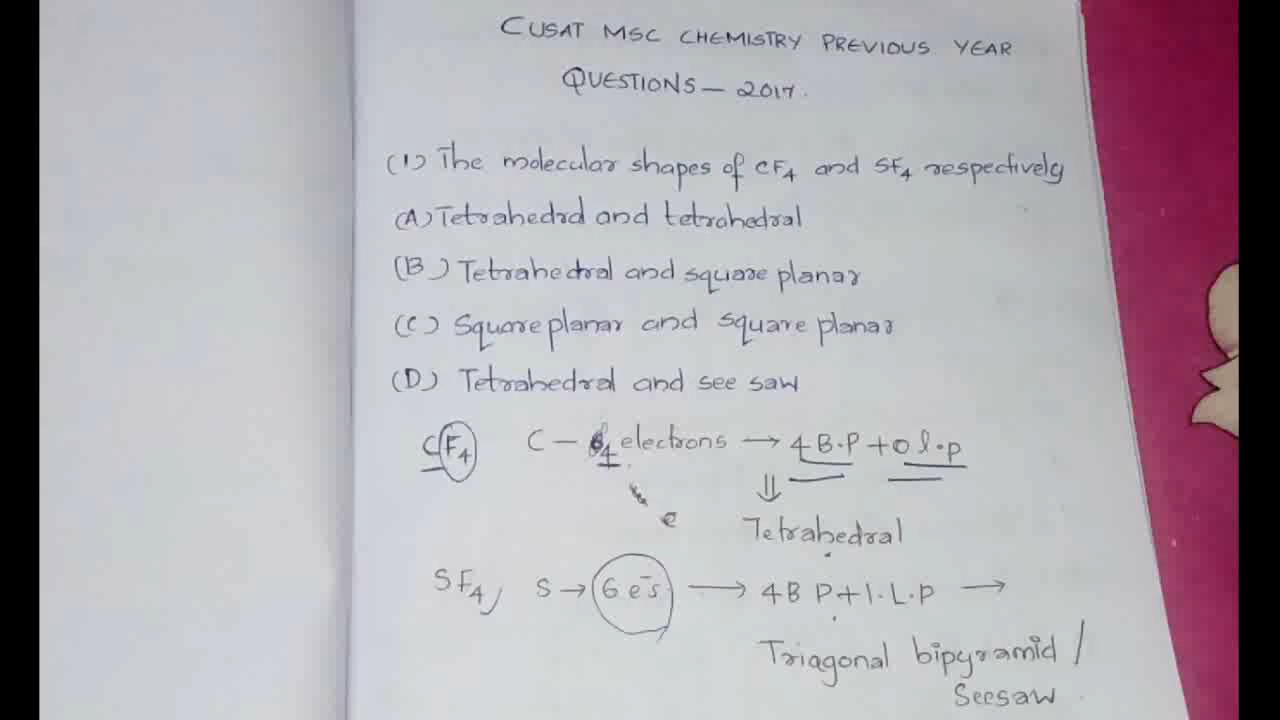 CUSAT MSC CHEMISTRY PREVIOUS YEAR
QUESTIONS – 2017.
(1) The molecular shapes of CF4 and SF4 respectively
(A) Tetrahedral and tetrahedral
(B) Tetrahedral and square planar
(C) Square planar and square planar
(D) Tetrahedral and see saw
CF4 C – 4 electrons → 4 B.P + 0 l.p
⇓
e
Tetrahedral
SF4, S → 6 e⁻s → 4 B P + 1. L. P →
Triagonal bipyramid /
Seesaw